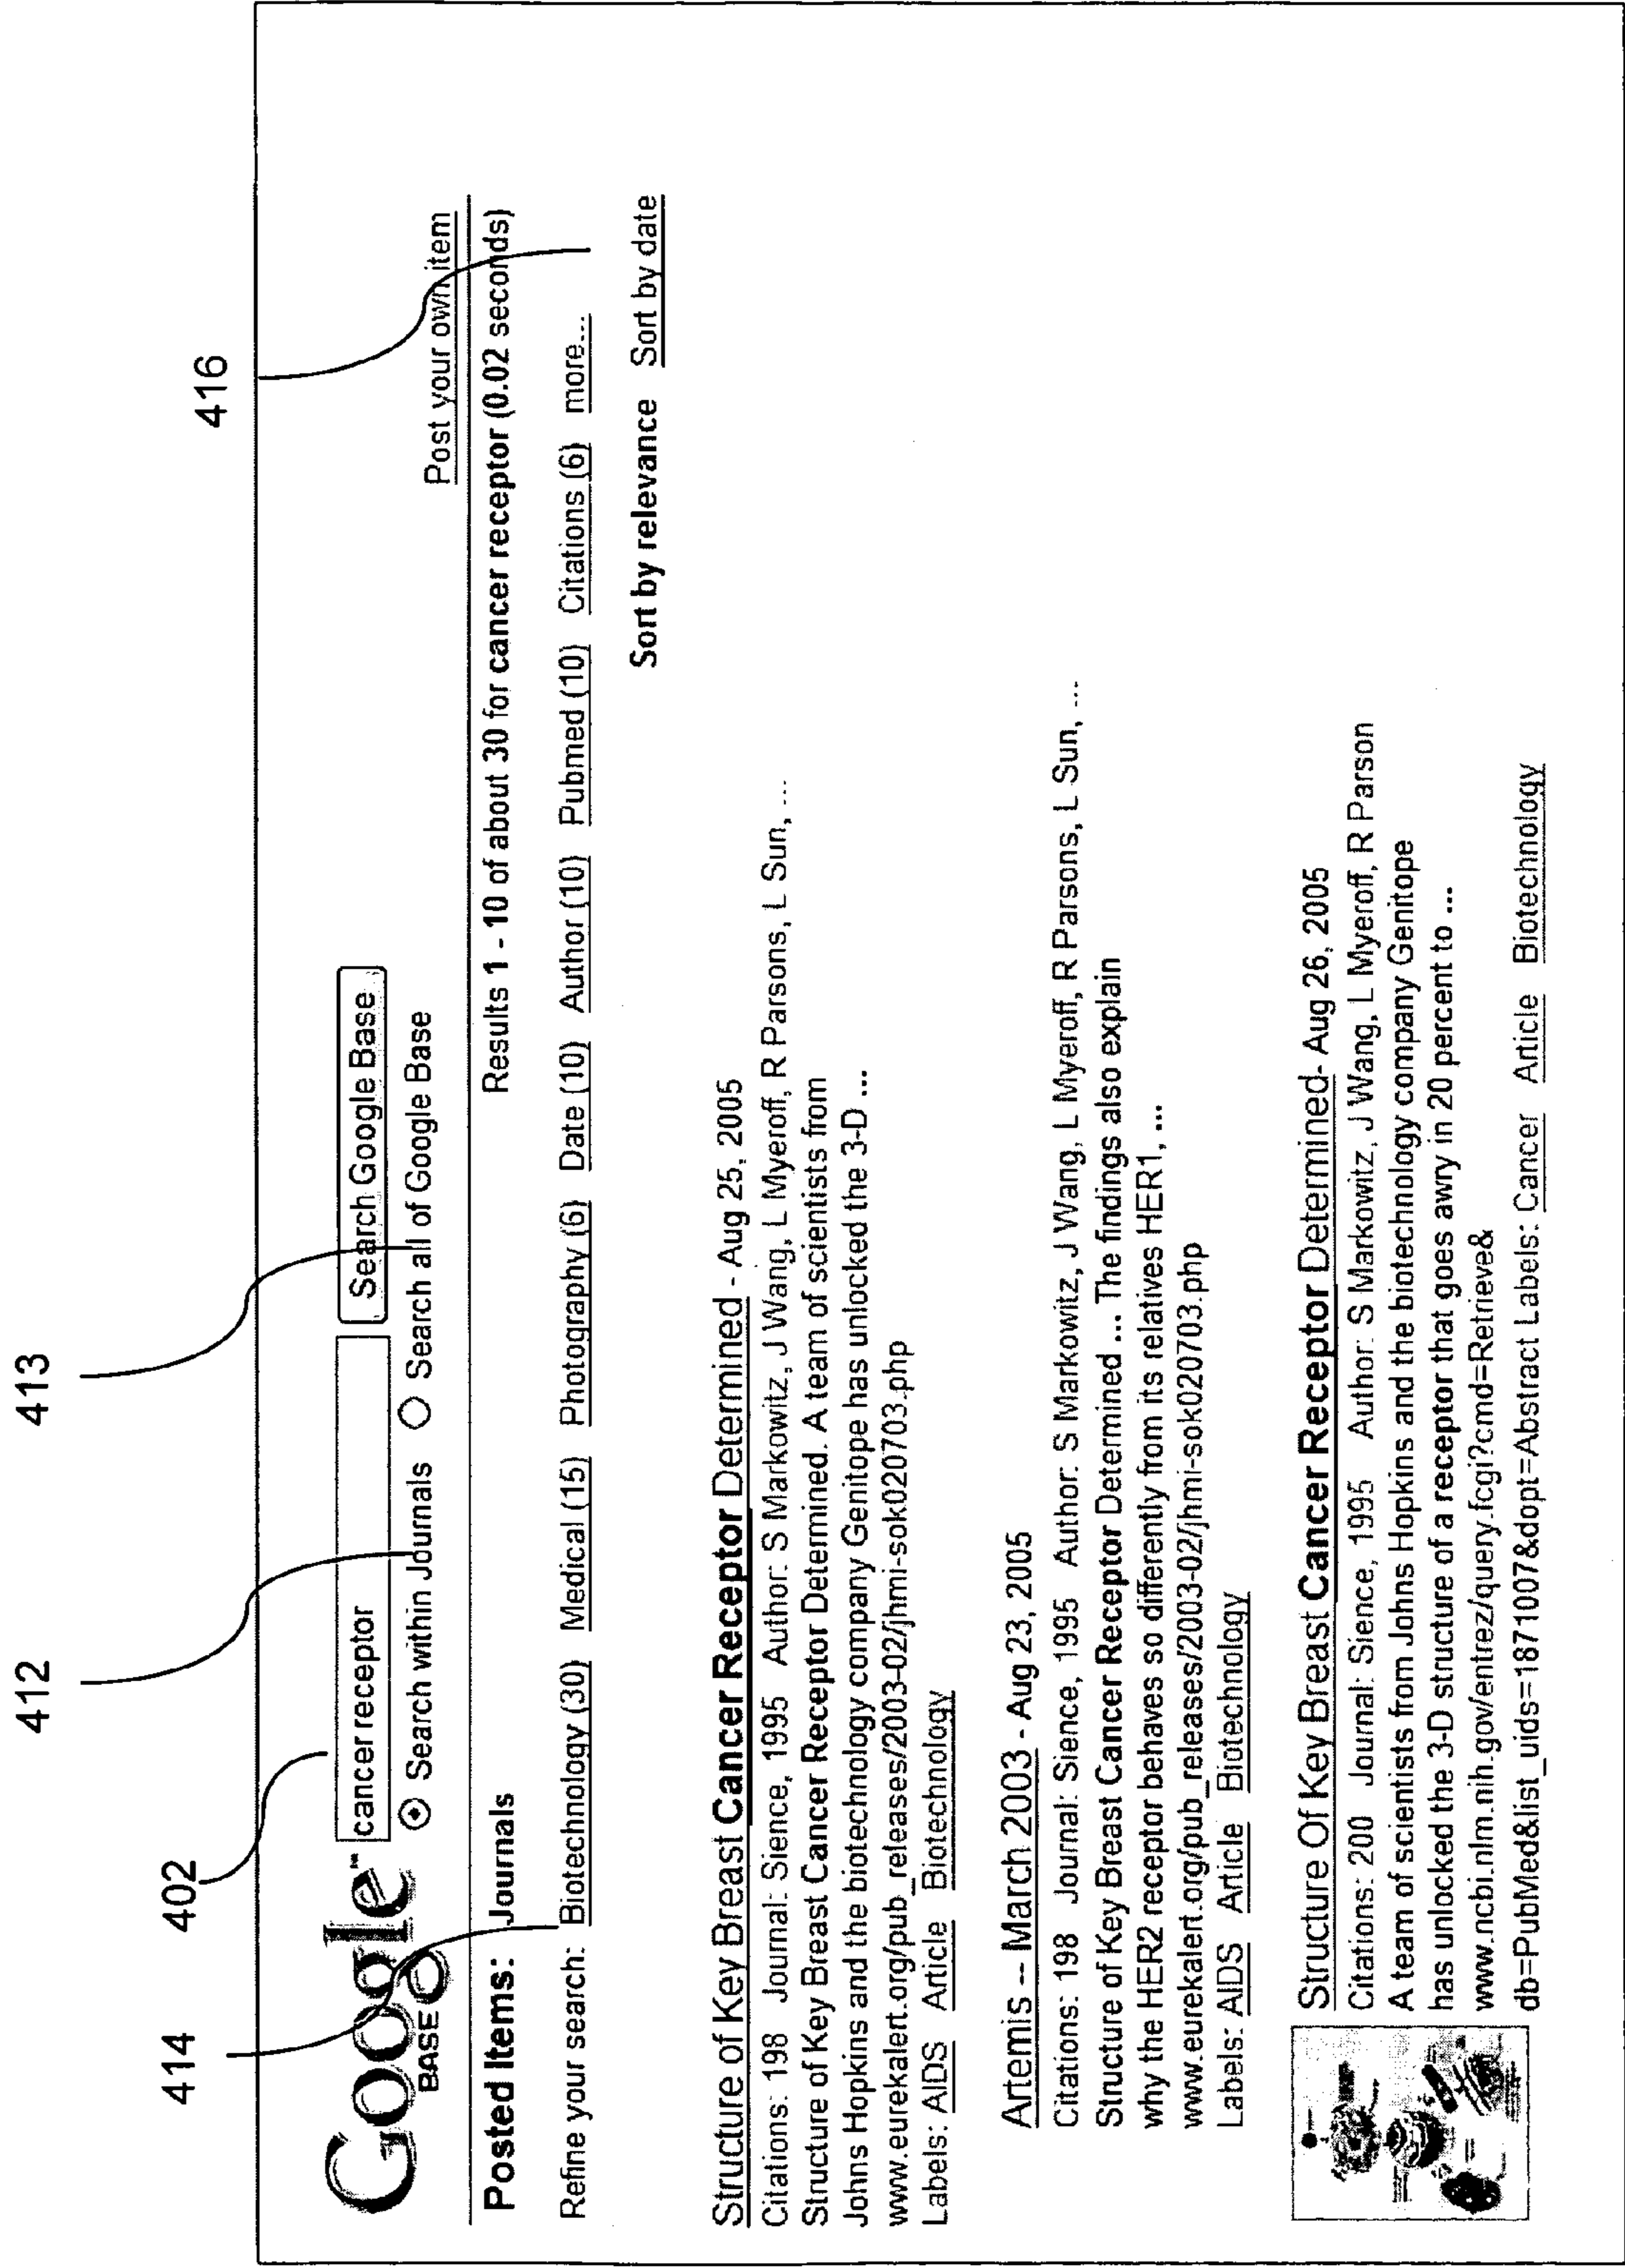 413
412
416
402
414
Google™
BASE
cancer receptor
Search Google Base
Search within Journals Search all of Google Base
Post your own item
Posted Items: Journals
Results 1 - 10 of about 30 for cancer receptor (0.02 seconds)
Refine your search: Biotechnology (30) Medical (15) Photography (6) Date (10) Author (10) Pubmed (10) Citations (6) more...
Sort by relevance Sort by date
Structure of Key Breast Cancer Receptor Determined - Aug 25, 2005
Citations: 198 Journal: Sience, 1995 Author: S Markowitz, J Wang, L Myeroff, R Parsons, L Sun, ...
Structure of Key Breast Cancer Receptor Determined. A team of scientists from
Johns Hopkins and the biotechnology company Genitope has unlocked the 3-D ...
www.eurekalert.org/pub_releases/2003-02/jhmi-sok020703.php
Labels: AIDS Article Biotechnology
Artemis -- March 2003 - Aug 23, 2005
Citations: 198 Journal: Sience, 1995 Author: S Markowitz, J Wang, L Myeroff, R Parsons, L Sun, ...
Structure of Key Breast Cancer Receptor Determined ... The findings also explain
why the HER2 receptor behaves so differently from its relatives HER1, ...
www.eurekalert.org/pub_releases/2003-02/jhmi-sok020703.php
Labels: AIDS Article Biotechnology
Structure Of Key Breast Cancer Receptor Determined- Aug 26, 2005
Citations: 200 Journal: Sience, 1995 Author: S Markowitz, J Wang, L Myeroff, R Parson
A team of scientists from Johns Hopkins and the biotechnology company Genitope
has unlocked the 3-D structure of a receptor that goes awry in 20 percent to ...
www.ncbi.nlm.nih.gov/entrez/query.fcgi?cmd=Retrieve&
db=PubMed&list_uids=1871007&dopt=Abstract Labels: Cancer Article Biotechnology